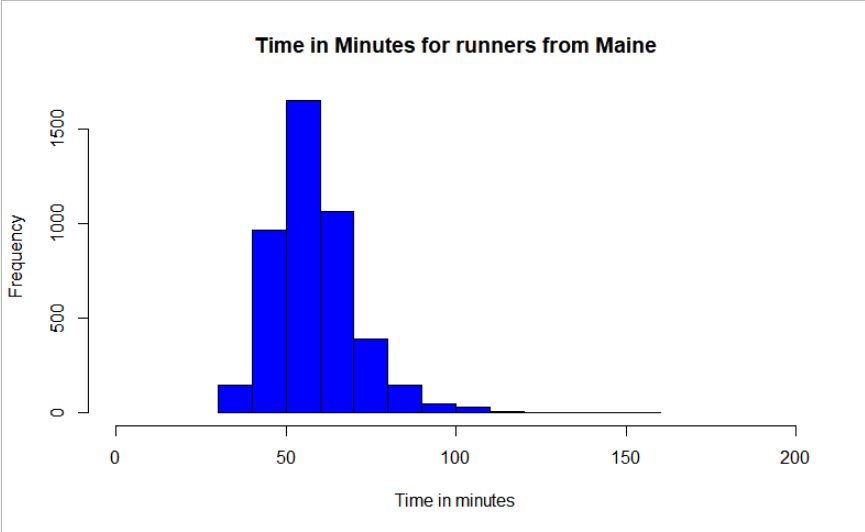 Time in Minutes for runners from Maine
Frequency
1500
1000
500
0
0 50 100 150 200
Time in minutes